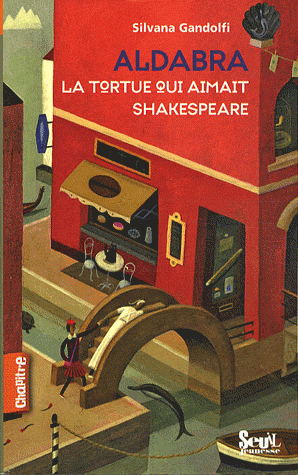 Silvana Gandolfi
ALDABRA
LA TORTUE QUI AIMAIT
SHAKESPEARE
Chapitre
Seuil
jeunesse